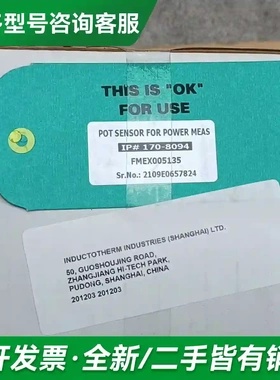 型号咨询客服
THIS IS "OK"
FOR USE
POT SENSOR FOR POWER MEAS
IP# 170-8094
FMEX005135
Sr.No.: 2109E0657824
INDUCTOTHERM INDUSTRIES (SHANGHAI) LTD.
50, GUOSHOUJING ROAD,
ZHANGJIANG HI-TECH PARK,
PUDONG, SHANGHAI, CHINA
201203 201203
开发票·全新/二手皆有